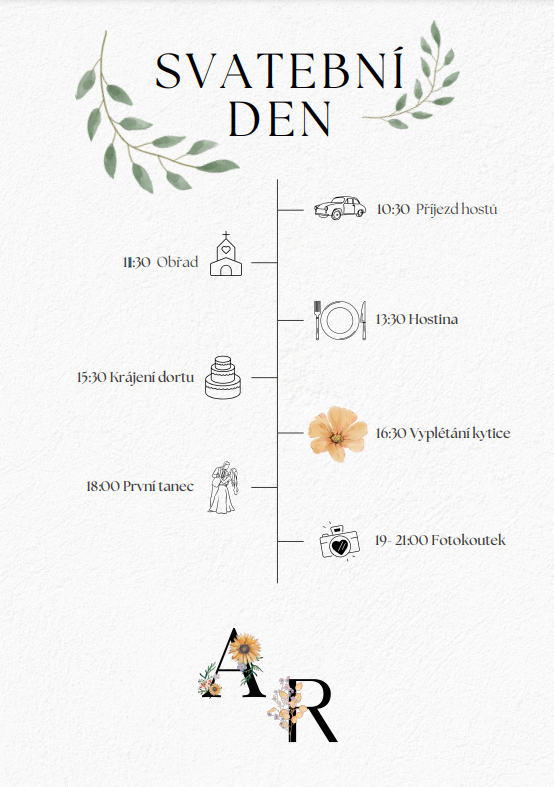 SVATEBNÍ
DEN
10:30 Příjezd hostů
11:30 Obřad
13:30 Hostina
15:30 Krájení dortu
16:30 Vyplétání kytice
18:00 První tanec
19- 21:00 Fotokoutek
A
R